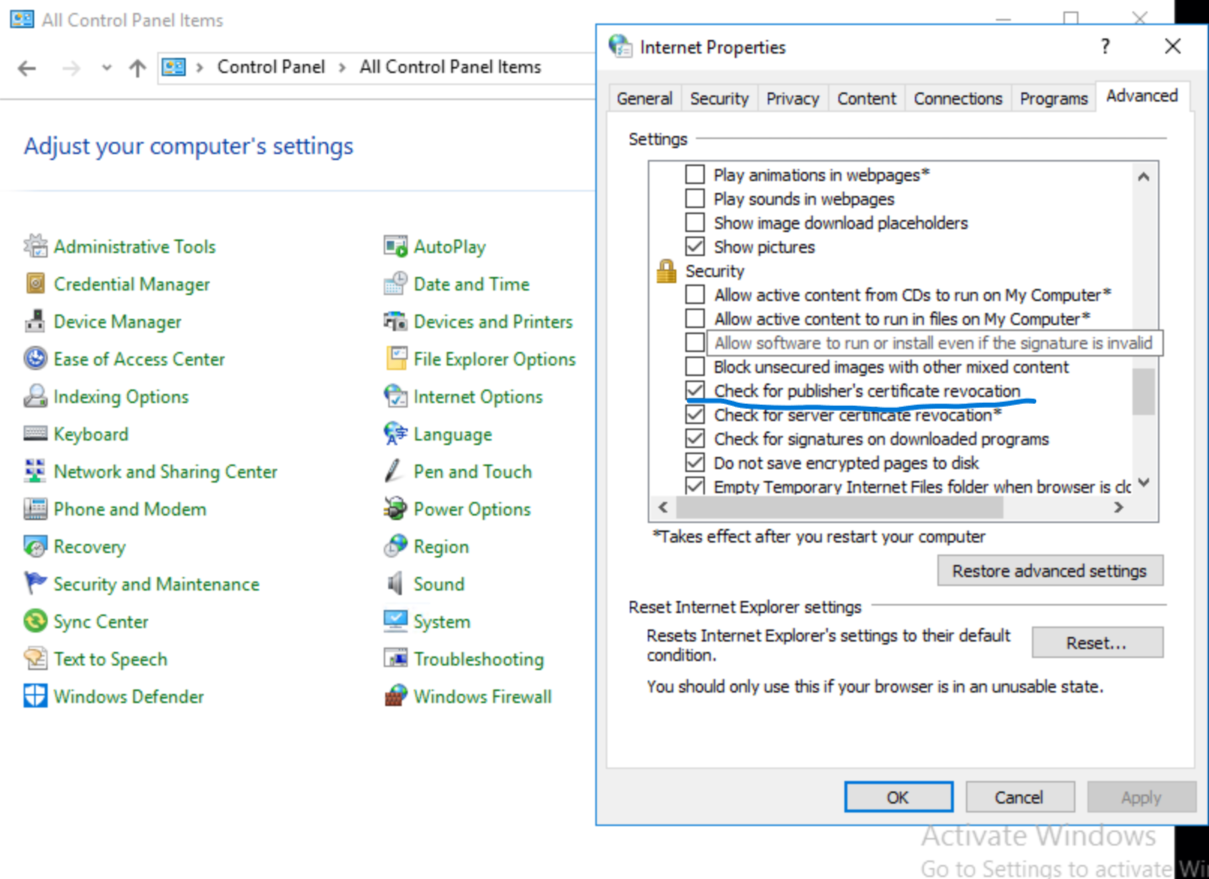 All Control Panel Items
Control Panel > All Control Panel Items
Adjust your computer's settings
Administrative Tools
AutoPlay
Credential Manager
Date and Time
Device Manager
Devices and Printers
Ease of Access Center
File Explorer Options
Indexing Options
Internet Options
Keyboard
Language
Network and Sharing Center
Pen and Touch
Phone and Modem
Power Options
Recovery
Region
Security and Maintenance
Sound
Sync Center
System
Text to Speech
Troubleshooting
Windows Defender
Windows Firewall
Internet Properties
?
General Security Privacy Content Connections Programs Advanced
Settings
Play animations in webpages*
Play sounds in webpages
Show image download placeholders
Show pictures
Security
Allow active content from CDs to run on My Computer*
Allow active content to run in files on My Computer*
Allow software to run or install even if the signature is invalid
Block unsecured images with other mixed content
Check for publisher's certificate revocation
Check for server certificate revocation*
Check for signatures on downloaded programs
Do not save encrypted pages to disk
Empty Temporary Internet Files folder when browser is
*Takes effect after you restart your computer
Restore advanced settings
Reset Internet Explorer settings
Resets Internet Explorer's settings to their default
condition.
Reset...
You should only use this if your browser is in an unusable state.
OK Cancel Apply
Activate Windows
Go to Settings to activate